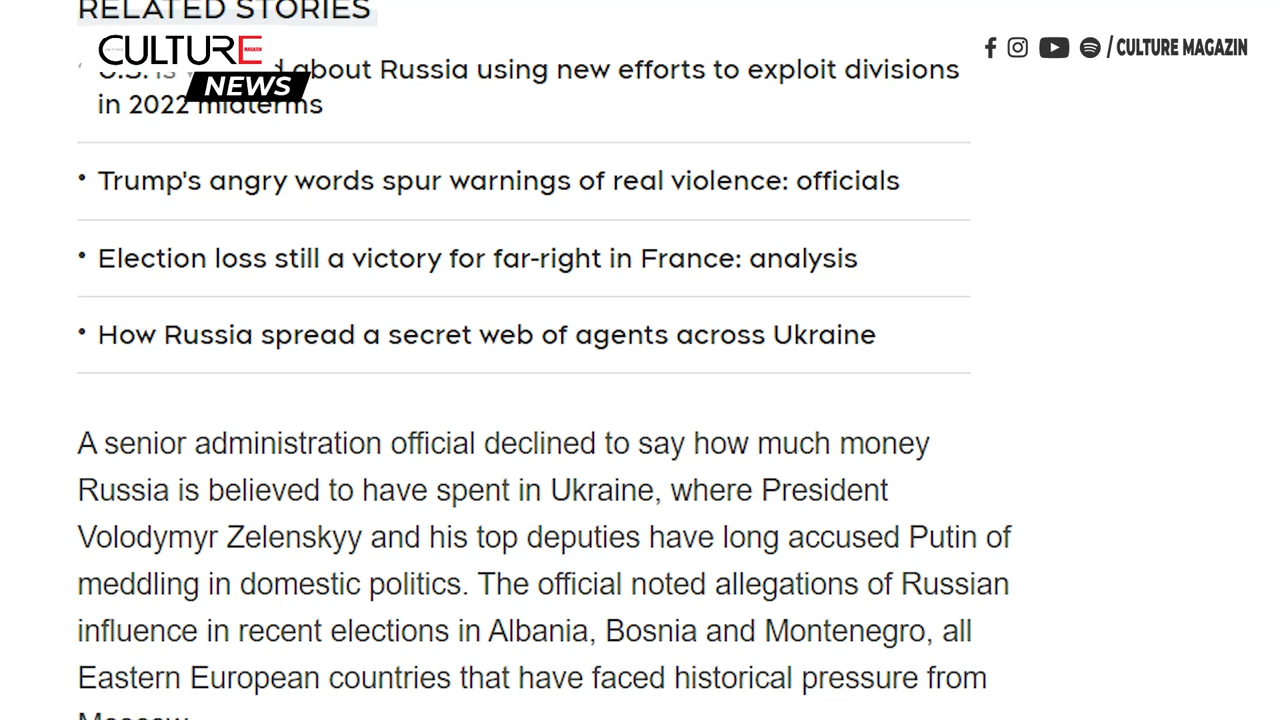 RELATED STORIES
CULTURE
MAGAZIN
NEWS
/ CULTURE MAGAZIN
U.S. is about Russia using new efforts to exploit divisions
in 2022 midterms
• Trump's angry words spur warnings of real violence: officials
• Election loss still a victory for far-right in France: analysis
• How Russia spread a secret web of agents across Ukraine
A senior administration official declined to say how much money
Russia is believed to have spent in Ukraine, where President
Volodymyr Zelenskyy and his top deputies have long accused Putin of
meddling in domestic politics. The official noted allegations of Russian
influence in recent elections in Albania, Bosnia and Montenegro, all
Eastern European countries that have faced historical pressure from